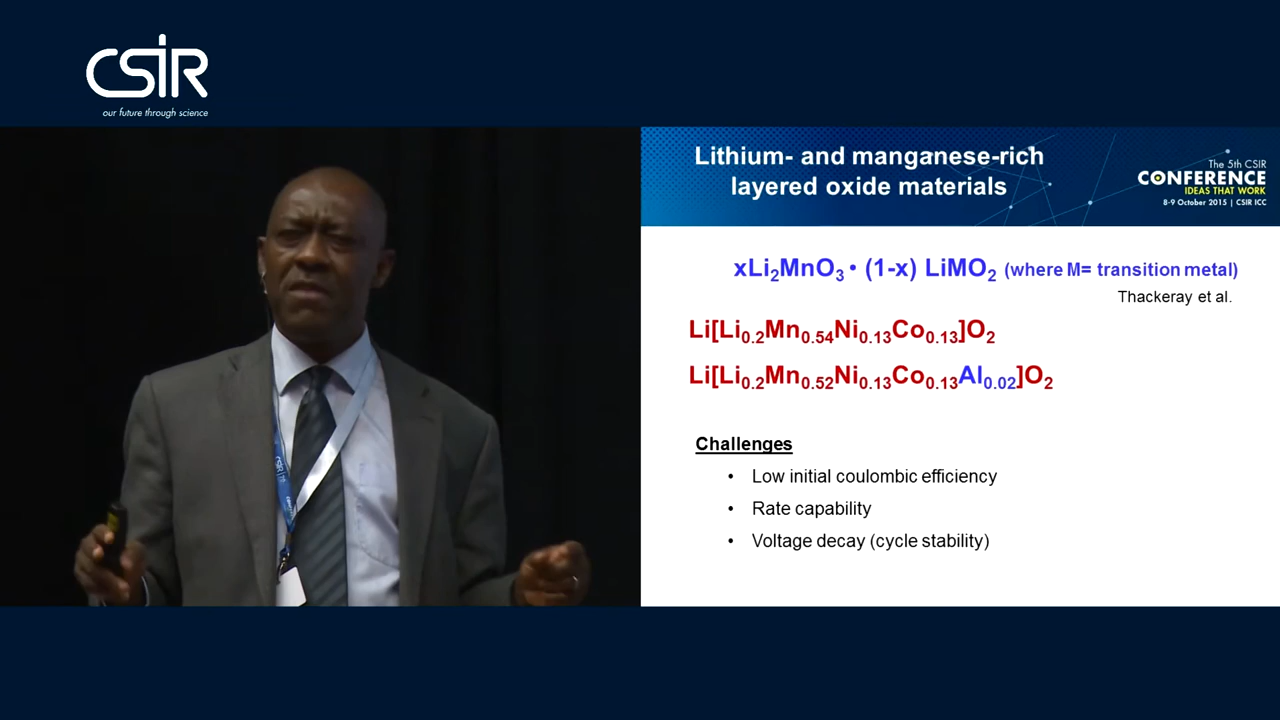 CSIR
our future through science
Lithium- and manganese-rich
layered oxide materials
The 5th CSIR
CONFERENCE
IDEAS THAT WORK
8-9 October 2015 | CSIR ICC
xLi₂MnO₃ • (1-x) LiMO₂ (where M= transition metal)
Thackeray et al.
Li[Li₀.₂Mn₀.₅₄Ni₀.₁₃Co₀.₁₃]O₂
Li[Li₀.₂Mn₀.₅₂Ni₀.₁₃Co₀.₁₃Al₀.₀₂]O₂
Challenges
• Low initial coulombic efficiency
• Rate capability
• Voltage decay (cycle stability)
CSIR